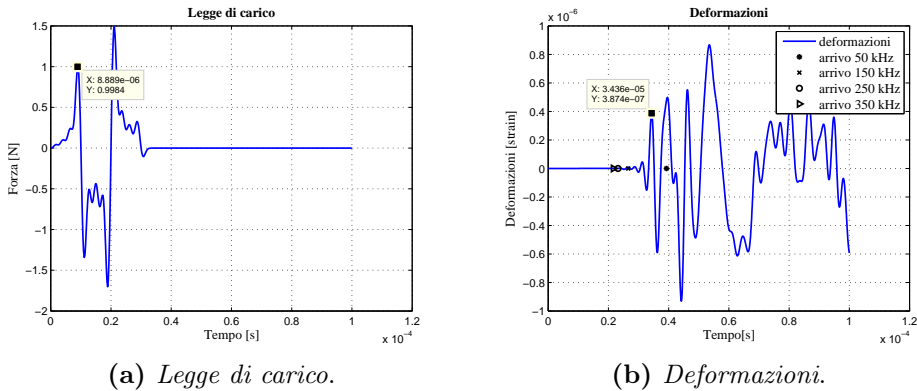 Legge di carico
1.5
1
0.5
0
−0.5
−1
−1.5
−2
0
0.2
0.4
0.6
0.8
1
1.2
x 10⁻⁴
Forza [N]
Tempo [s]
X: 8.889e−06
Y: 0.9984
(a) Legge di carico.
Deformazioni
x 10⁻⁶
1
0.8
0.6
0.4
0.2
0
−0.2
−0.4
−0.6
−0.8
−1
0
0.2
0.4
0.6
0.8
1
1.2
x 10⁻⁴
Deformazioni [strain]
Tempo[s]
X: 3.436e−05
Y: 3.874e−07
deformazioni
arrivo 50 kHz
arrivo 150 kHz
arrivo 250 kHz
arrivo 350 kHz
(b) Deformazioni.